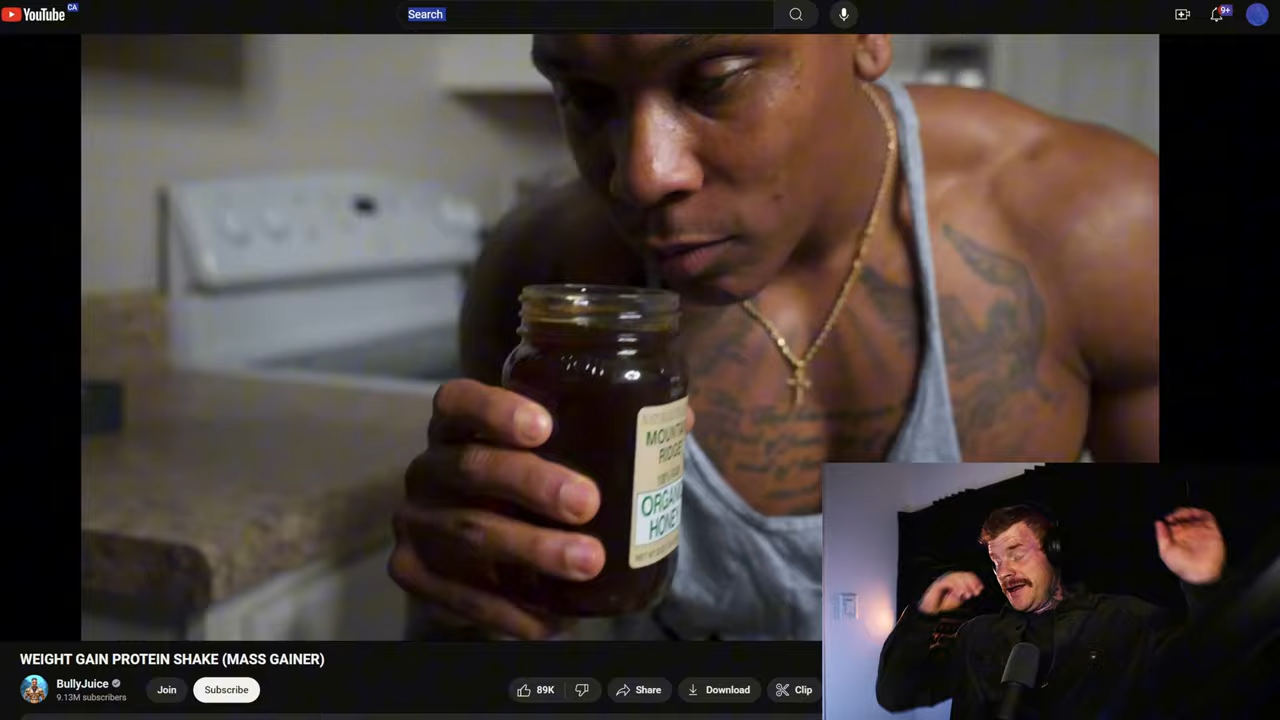 YouTube CA
Search
9+
MOUNTAIN
RIDGE
ORGANIC
HONEY
WEIGHT GAIN PROTEIN SHAKE (MASS GAINER)
BullyJuice
9.13M subscribers
Join
Subscribe
89K
Share
Download
Clip